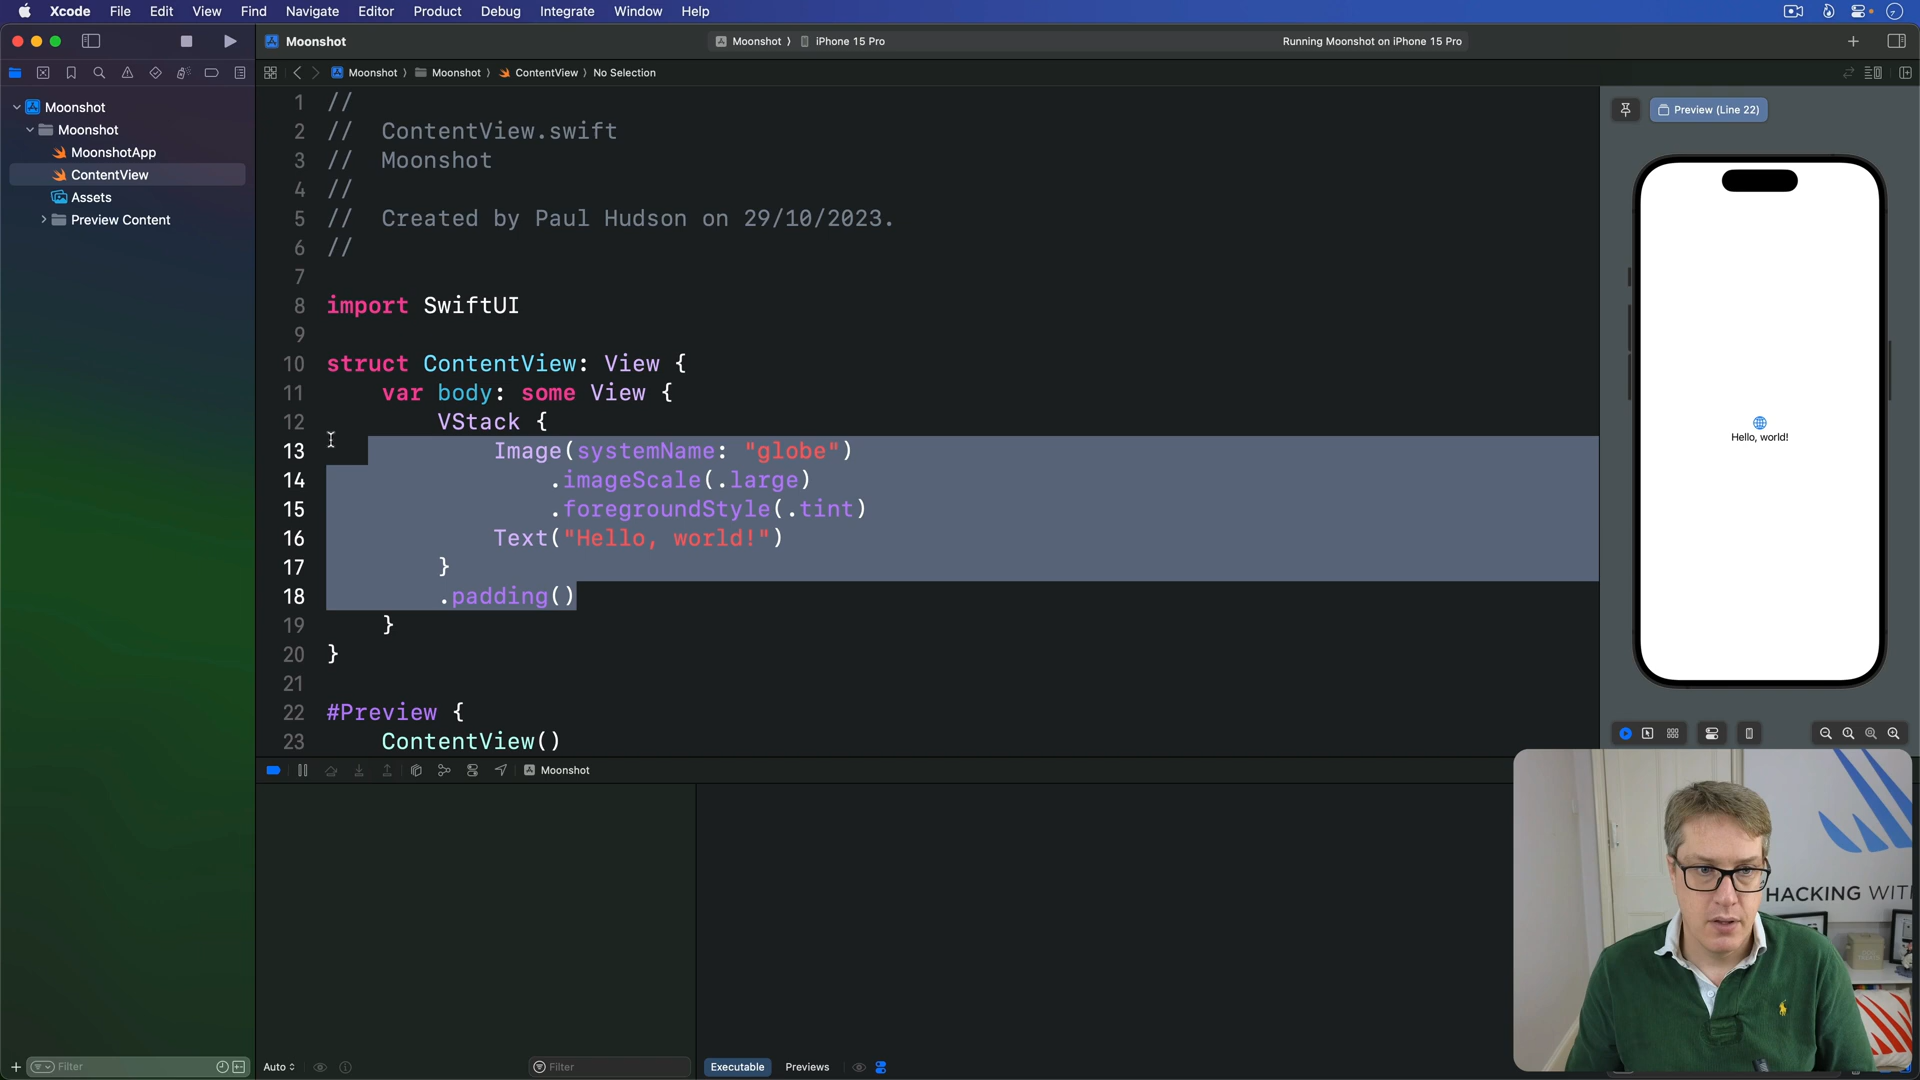 Xcode File Edit View Find Navigate Editor Product Debug Integrate Window Help
Moonshot
Moonshot 〉 iPhone 15 Pro
Running Moonshot on iPhone 15 Pro
Moonshot 〉 Moonshot 〉 ContentView 〉 No Selection
Moonshot
Moonshot
MoonshotApp
ContentView
Assets
Preview Content
1 //
2 //  ContentView.swift
3 //  Moonshot
4 //
5 //  Created by Paul Hudson on 29/10/2023.
6 //
7
8 import SwiftUI
9
10 struct ContentView: View {
11     var body: some View {
12         VStack {
13             Image(systemName: "globe")
14                 .imageScale(.large)
15                 .foregroundStyle(.tint)
16             Text("Hello, world!")
17         }
18         .padding()
19     }
20 }
21
22 #Preview {
23     ContentView()
Preview (Line 22)
Hello, world!
Moonshot
HACKING WIT
Filter
Auto
Filter
Executable Previews